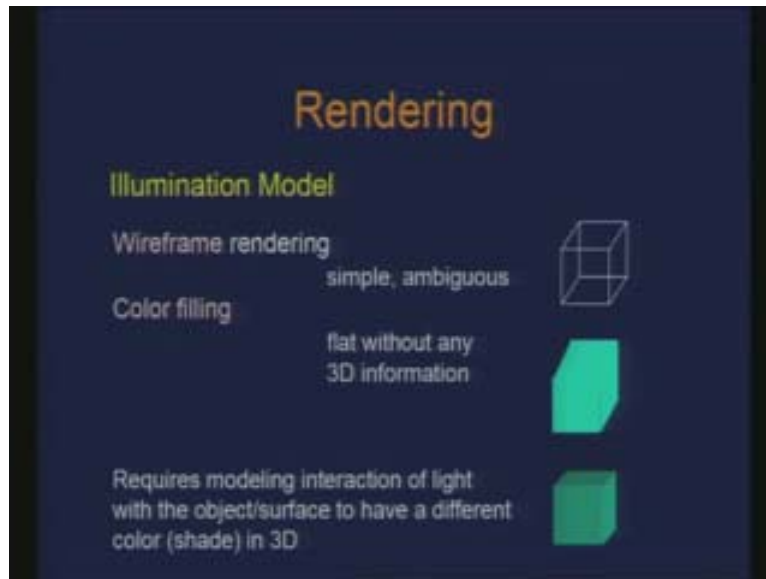 Rendering
Illumination Model
Wireframe rendering
simple, ambiguous
Color filling
flat without any
3D information
Requires modeling interaction of light
with the object/surface to have a different
color (shade) in 3D